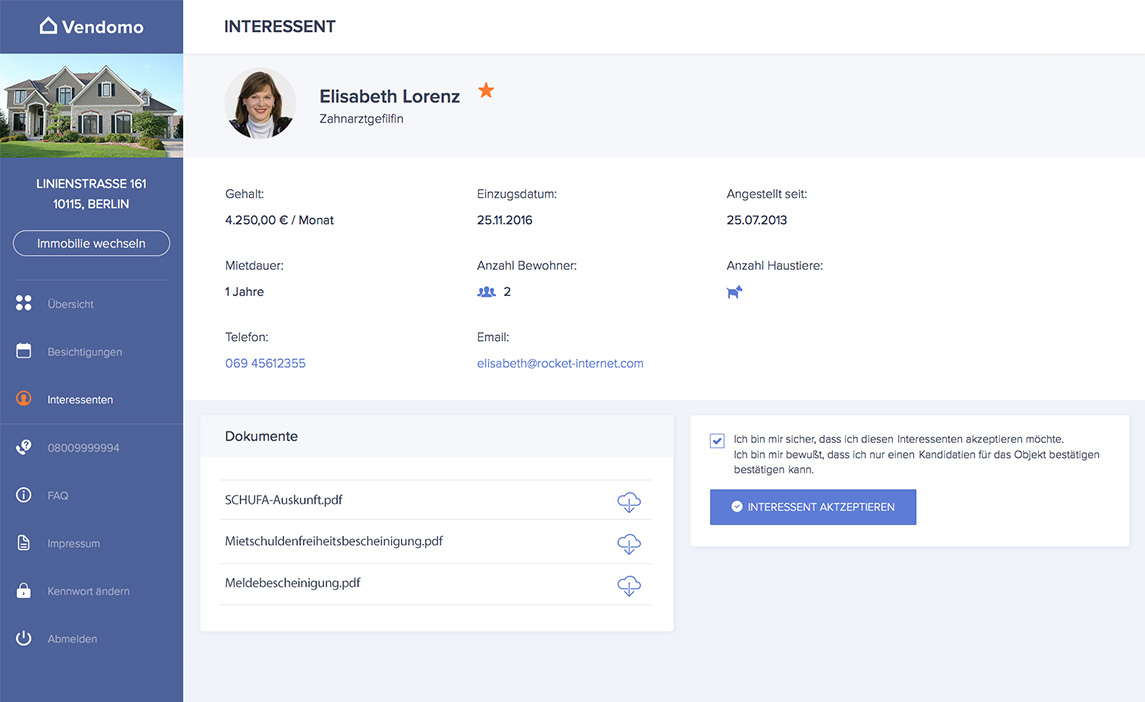 Vendomo
INTERESSENT
Elisabeth Lorenz
Zahnarztgefilfin
LINIENSTRASSE 161
10115, BERLIN
Immobilie wechseln
Übersicht
Besichtigungen
Interessenten
08009999994
FAQ
Impressum
Kennwort ändern
Abmelden
Gehalt:
4.250,00 € / Monat
Einzugsdatum:
25.11.2016
Angestellt seit:
25.07.2013
Mietdauer:
1 Jahre
Anzahl Bewohner:
2
Anzahl Haustiere:
Telefon:
069 45612355
Email:
elisabeth@rocket-internet.com
Dokumente
SCHUFA-Auskunft.pdf
Mietschuldenfreiheitsbescheinigung.pdf
Meldebescheinigung.pdf
Ich bin mir sicher, dass ich diesen Interessenten akzeptieren möchte.
Ich bin mir bewußt, dass ich nur einen Kandidatien für das Objekt bestätigen
bestätigen kann.
INTERESSENT AKTZEPTIEREN